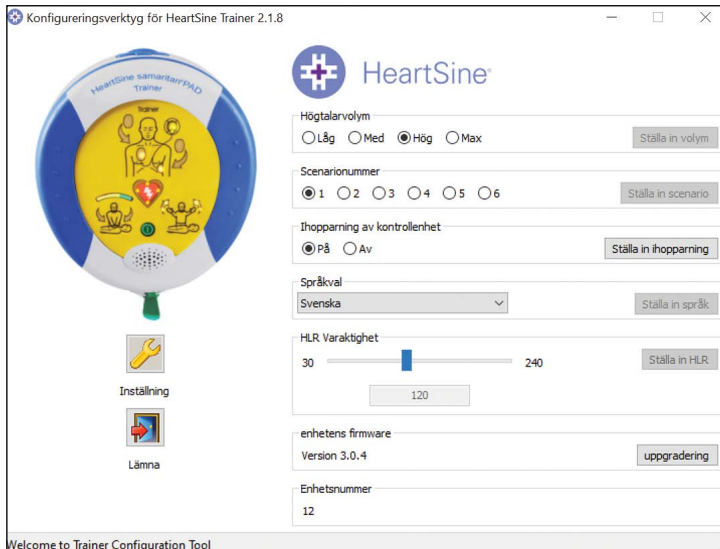 Konfigureringsverktyg för HeartSine Trainer 2.1.8
HeartSine samaritan PAD
Trainer
Trainer
HeartSine
Högtalarvolym
Låg Med Hög Max
Ställa in volym
Scenarionummer
1 2 3 4 5 6
Ställa in scenario
Ihopparning av kontrollenhet
På Av
Ställa in ihopparning
Språkval
Svenska
Ställa in språk
HLR Varaktighet
30 240
Ställa in HLR
120
enhetens firmware
Version 3.0.4
uppgradering
Enhetsnummer
12
Inställning
Lämna
Welcome to Trainer Configuration Tool